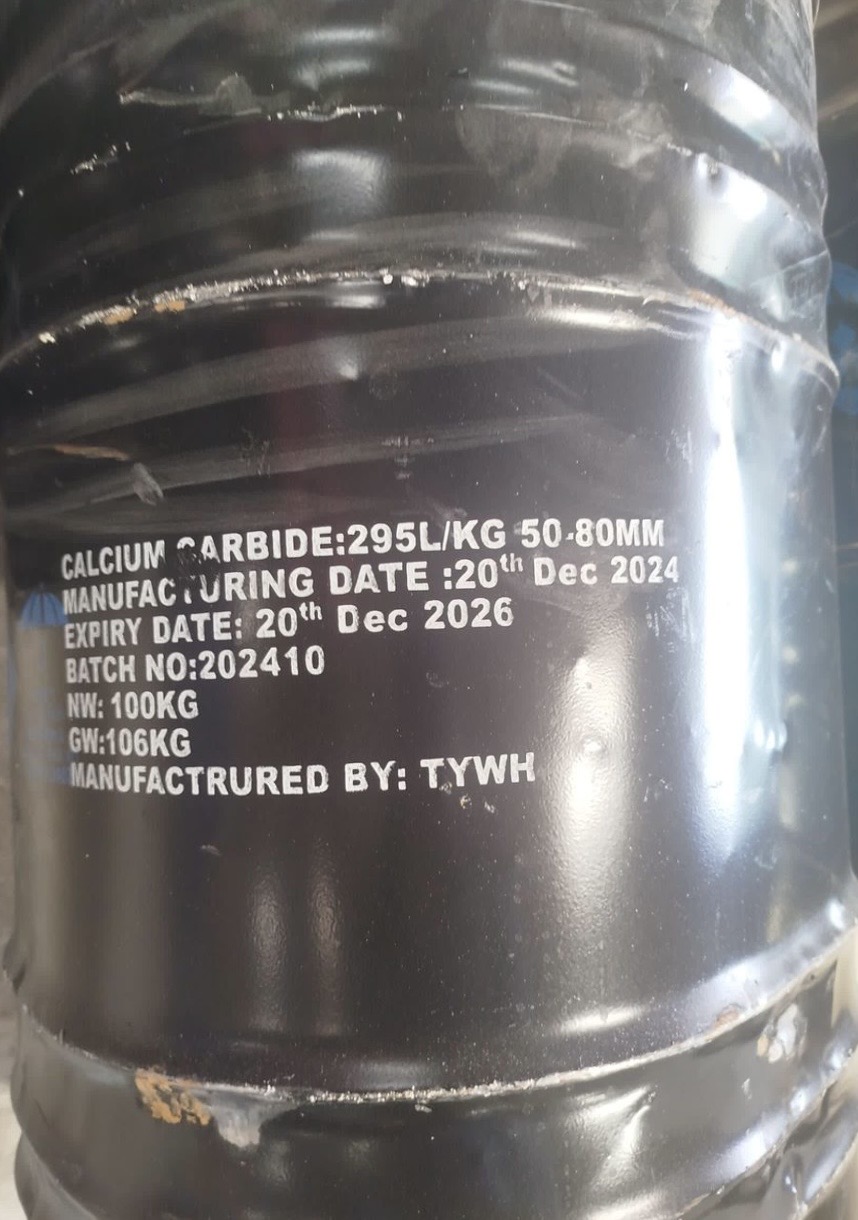 CALCIUM CARBIDE:295L/KG 50-80MM
MANUFACTURING DATE :20th Dec 2024
EXPIRY DATE: 20th Dec 2026
BATCH NO:202410
NW: 100KG
GW:106KG
MANUFACTRURED BY: TYWH